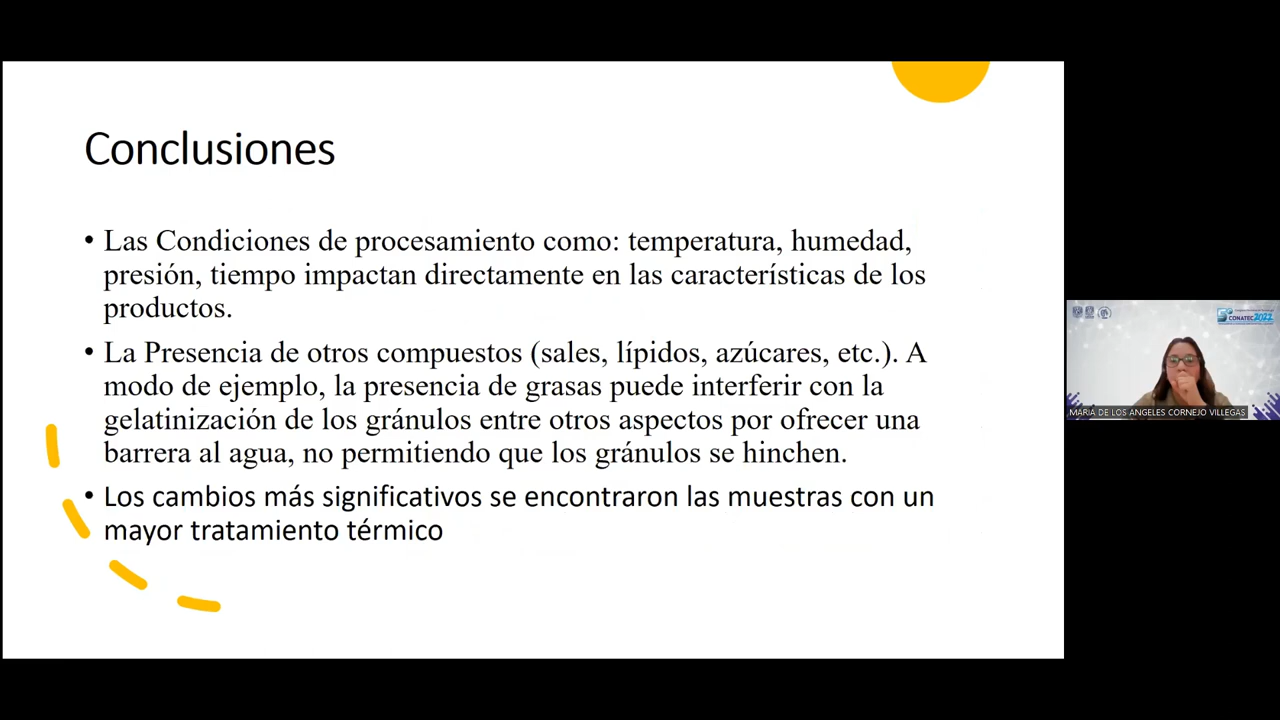 Conclusiones
• Las Condiciones de procesamiento como: temperatura, humedad,
presión, tiempo impactan directamente en las características de los
productos.
• La Presencia de otros compuestos (sales, lípidos, azúcares, etc.). A
modo de ejemplo, la presencia de grasas puede interferir con la
gelatinización de los gránulos entre otros aspectos por ofrecer una
barrera al agua, no permitiendo que los gránulos se hinchen.
• Los cambios más significativos se encontraron las muestras con un
mayor tratamiento térmico
CONATEC 2022
MARIA DE LOS ANGELES CORNEJO VILLEGAS